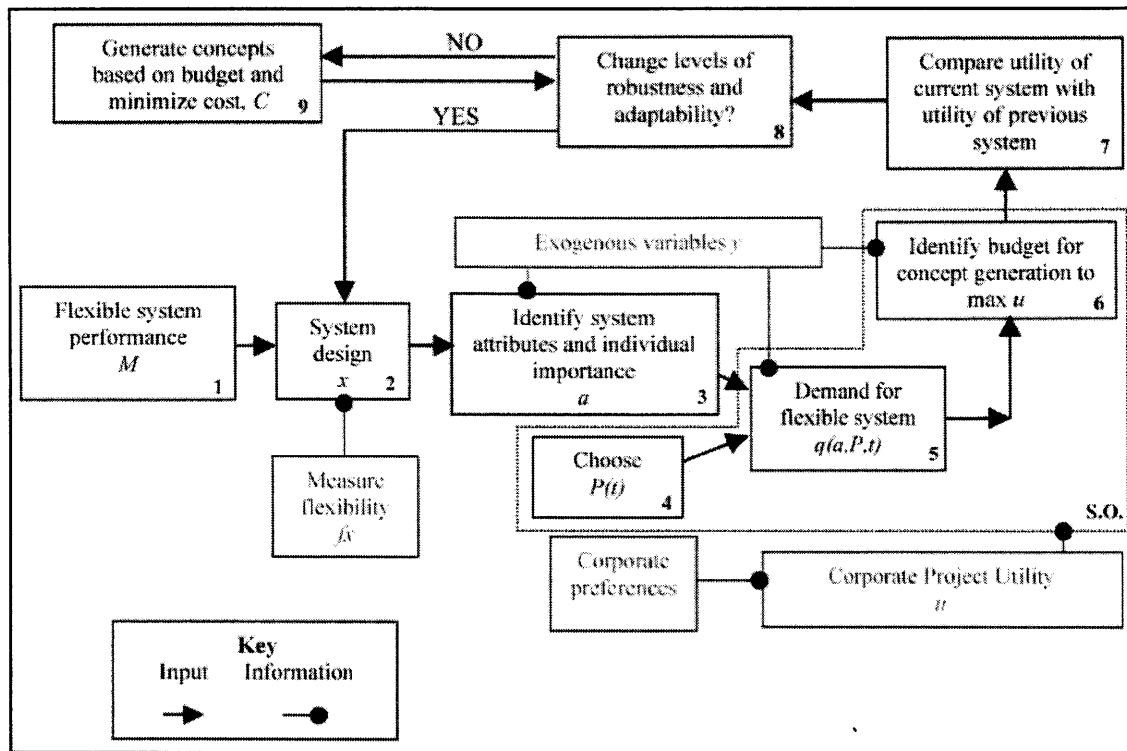 Generate concepts
based on budget and
minimize cost, C
9
NO
YES
Change levels of
robustness and
adaptability?
8
Compare utility of
current system with
utility of previous
system
7
Exogenous variables y
Identify budget for
concept generation to
max u
6
Flexible system
performance
M
1
System
design
x
2
Identify system
attributes and individual
importance
a
3
Demand for
flexible system
q(a,P,t)
5
Choose
P(t)
4
Measure
flexibility
fx
S.O.
Corporate
preferences
Corporate Project Utility
u
Key
Input Information